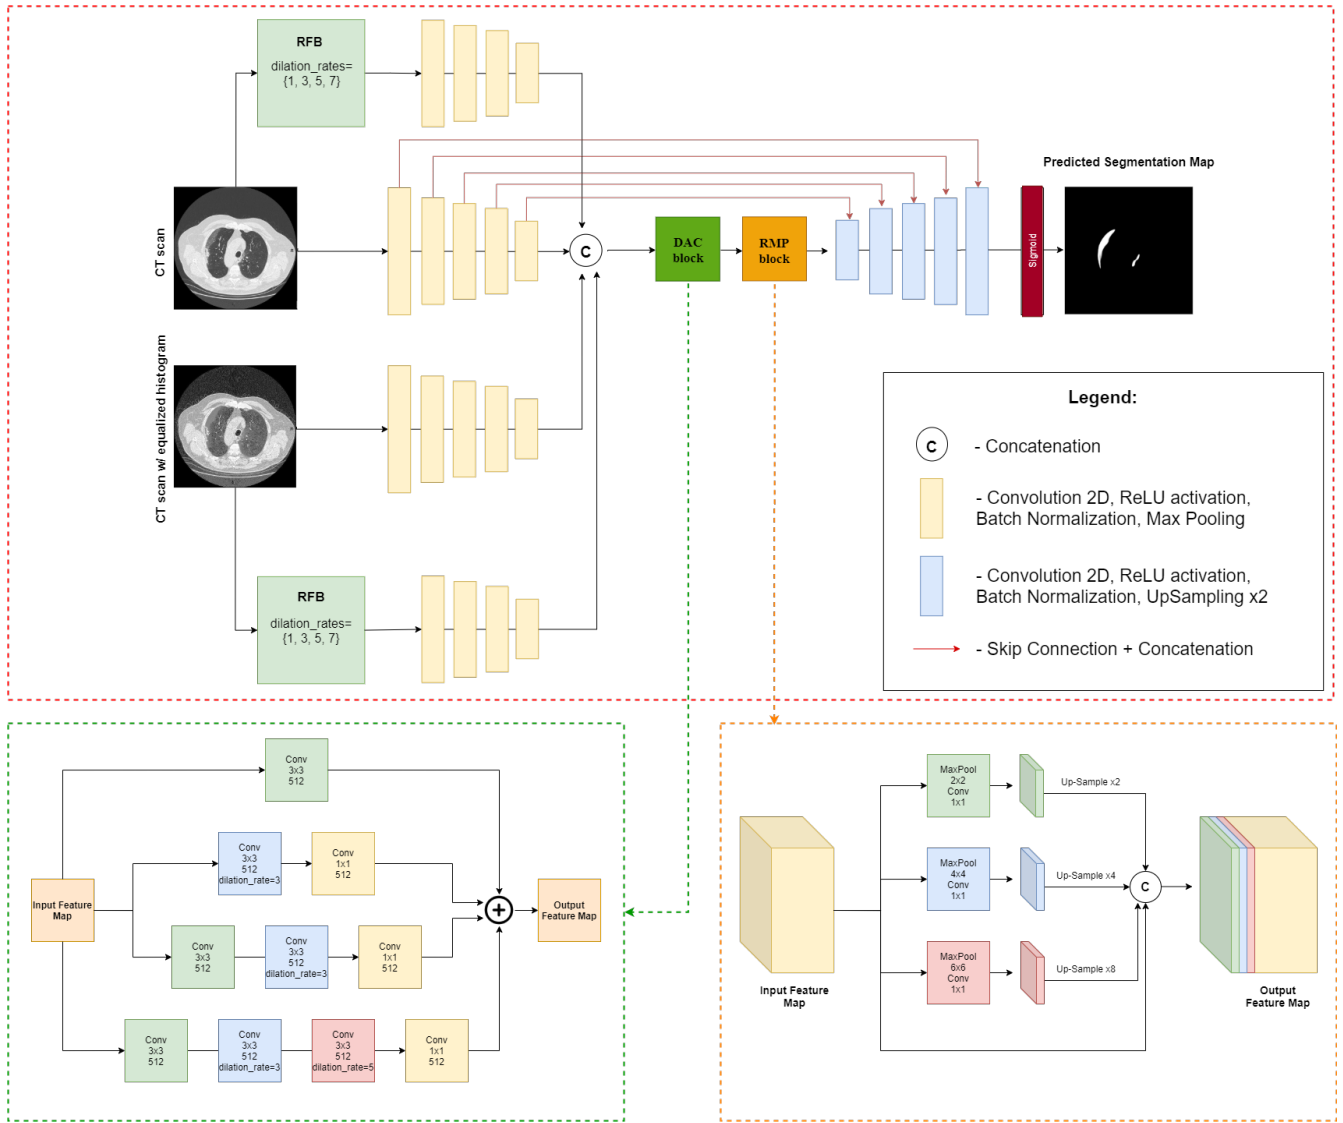 RFB
dilation_rates=
{1, 3, 5, 7}
CT scan
C
DAC
block
RMP
block
Sigmoid
Predicted Segmentation Map
CT scan w/ equalized histogram
RFB
dilation_rates=
{1, 3, 5, 7}
Legend:
C
- Concatenation
- Convolution 2D, ReLU activation,
Batch Normalization, Max Pooling
- Convolution 2D, ReLU activation,
Batch Normalization, UpSampling x2
- Skip Connection + Concatenation
Input Feature
Map
Conv
3x3
512
Conv
3x3
512
dilation_rate=3
Conv
1x1
512
Conv
3x3
512
Conv
3x3
512
dilation_rate=3
Conv
1x1
512
Conv
3x3
512
Conv
3x3
512
dilation_rate=3
Conv
3x3
512
dilation_rate=5
Conv
1x1
512
+
Output
Feature Map
Input Feature
Map
MaxPool
2x2
Conv
1x1
Up-Sample x2
MaxPool
4x4
Conv
1x1
Up-Sample x4
MaxPool
6x6
Conv
1x1
Up-Sample x8
C
Output
Feature Map